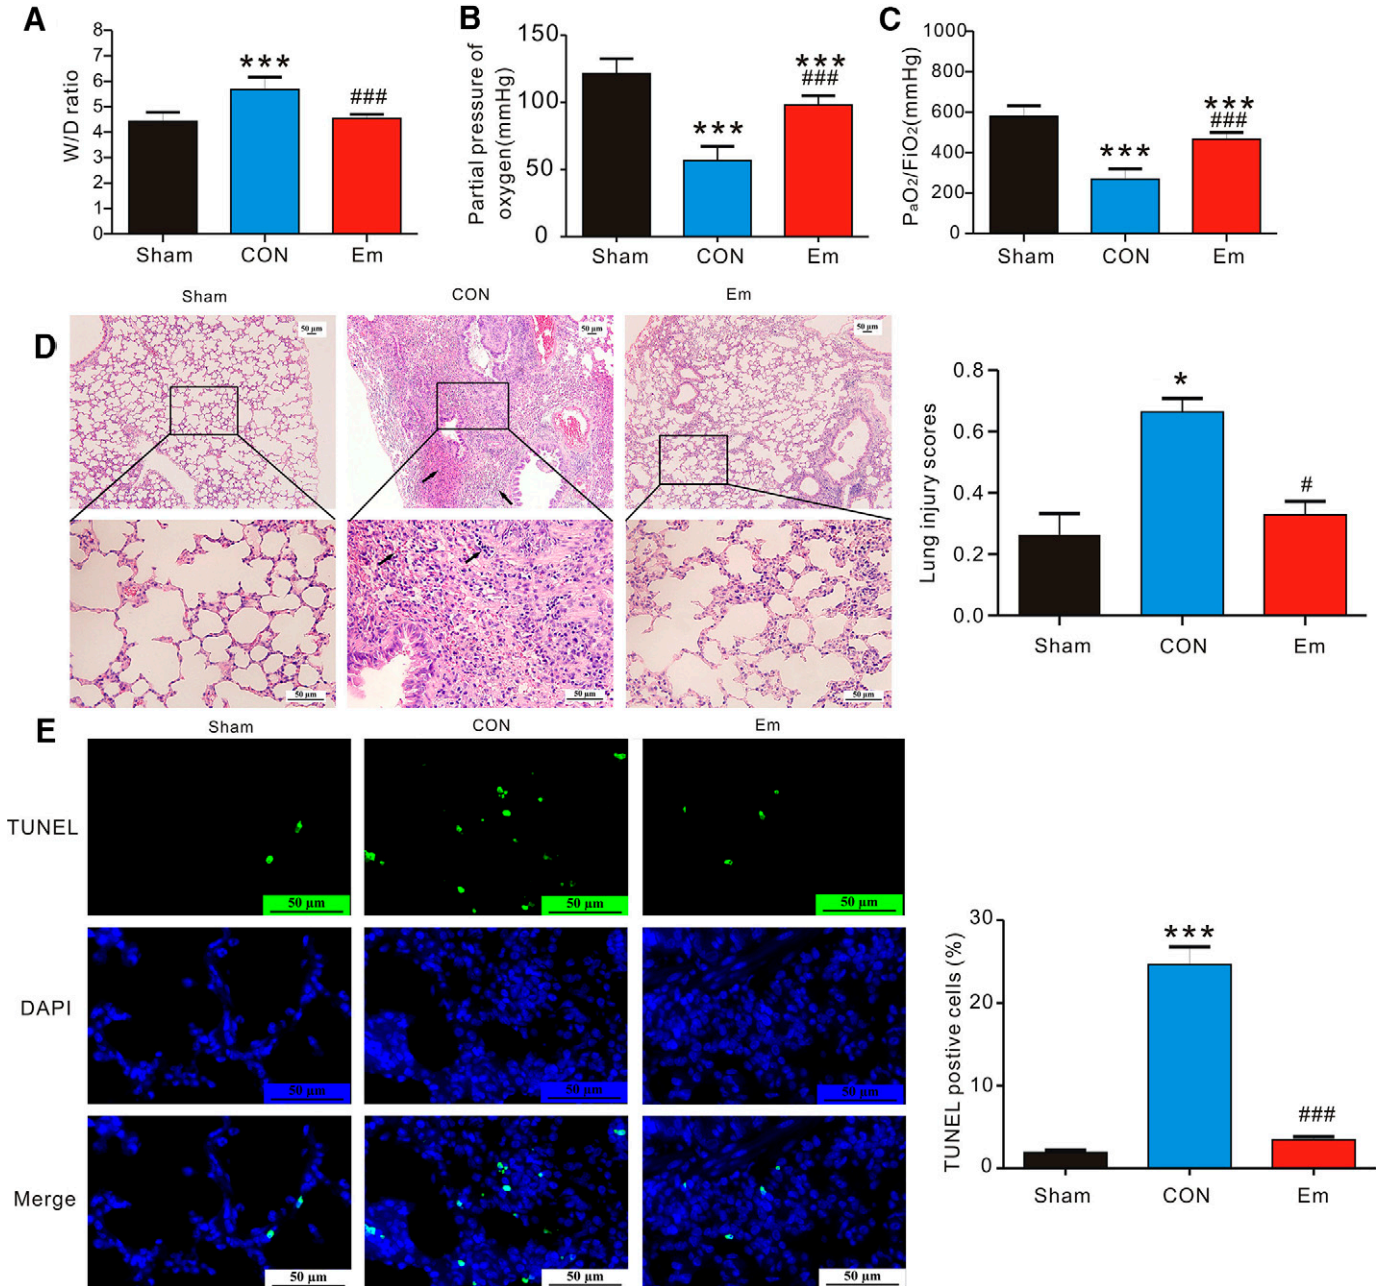 A
W/D ratio
8
7
6
5
4
3
2
1
0
***
###
Sham
CON
Em
B
Partial pressure of
oxygen(mmHg)
150
100
50
0
***
***
###
Sham
CON
Em
C
PaO2/FiO2(mmHg)
1000
800
600
400
200
0
***
***
###
Sham
CON
Em
D
Sham
CON
Em
50 μm
50 μm
50 μm
50 μm
50 μm
50 μm
Lung injury scores
0.8
0.6
0.4
0.2
0.0
*
#
Sham
CON
Em
E
Sham
CON
Em
TUNEL
50 μm
50 μm
50 μm
DAPI
50 μm
50 μm
50 μm
Merge
50 μm
50 μm
50 μm
TUNEL postive cells (%)
30
20
10
0
***
###
Sham
CON
Em